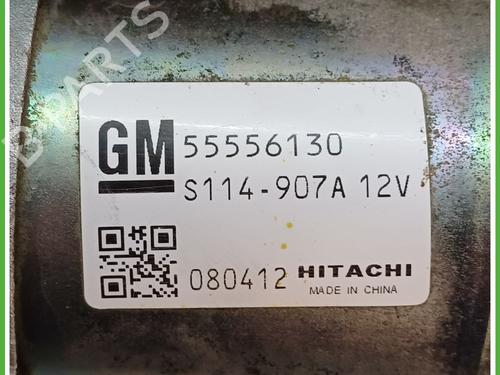 B-PARTS
GM 55556130
S114-907A 12V
080412 HITACHI
MADE IN CHINA